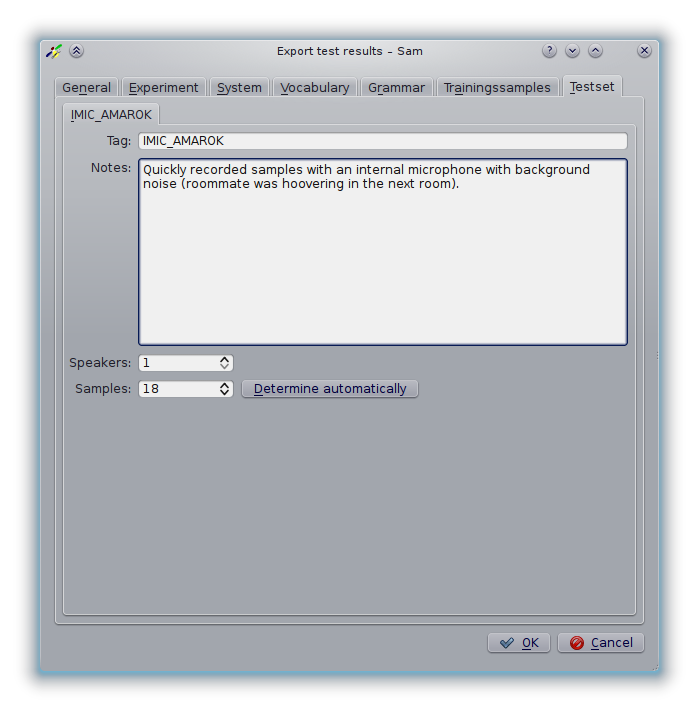 Export test results – Sam
General Experiment System Vocabulary Grammar Trainingssamples Testset
IMIC_AMAROK
Tag: IMIC_AMAROK
Notes: Quickly recorded samples with an internal microphone with background
noise (roommate was hoovering in the next room).
Speakers: 1
Samples: 18 Determine automatically
OK Cancel